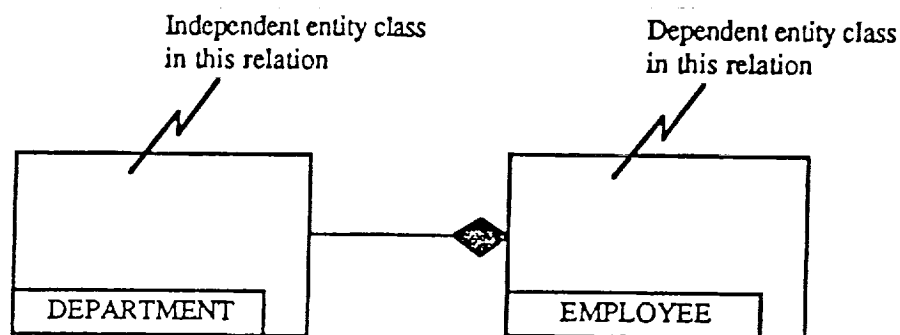 Independent entity class
in this relation
Dependent entity class
in this relation
DEPARTMENT
EMPLOYEE